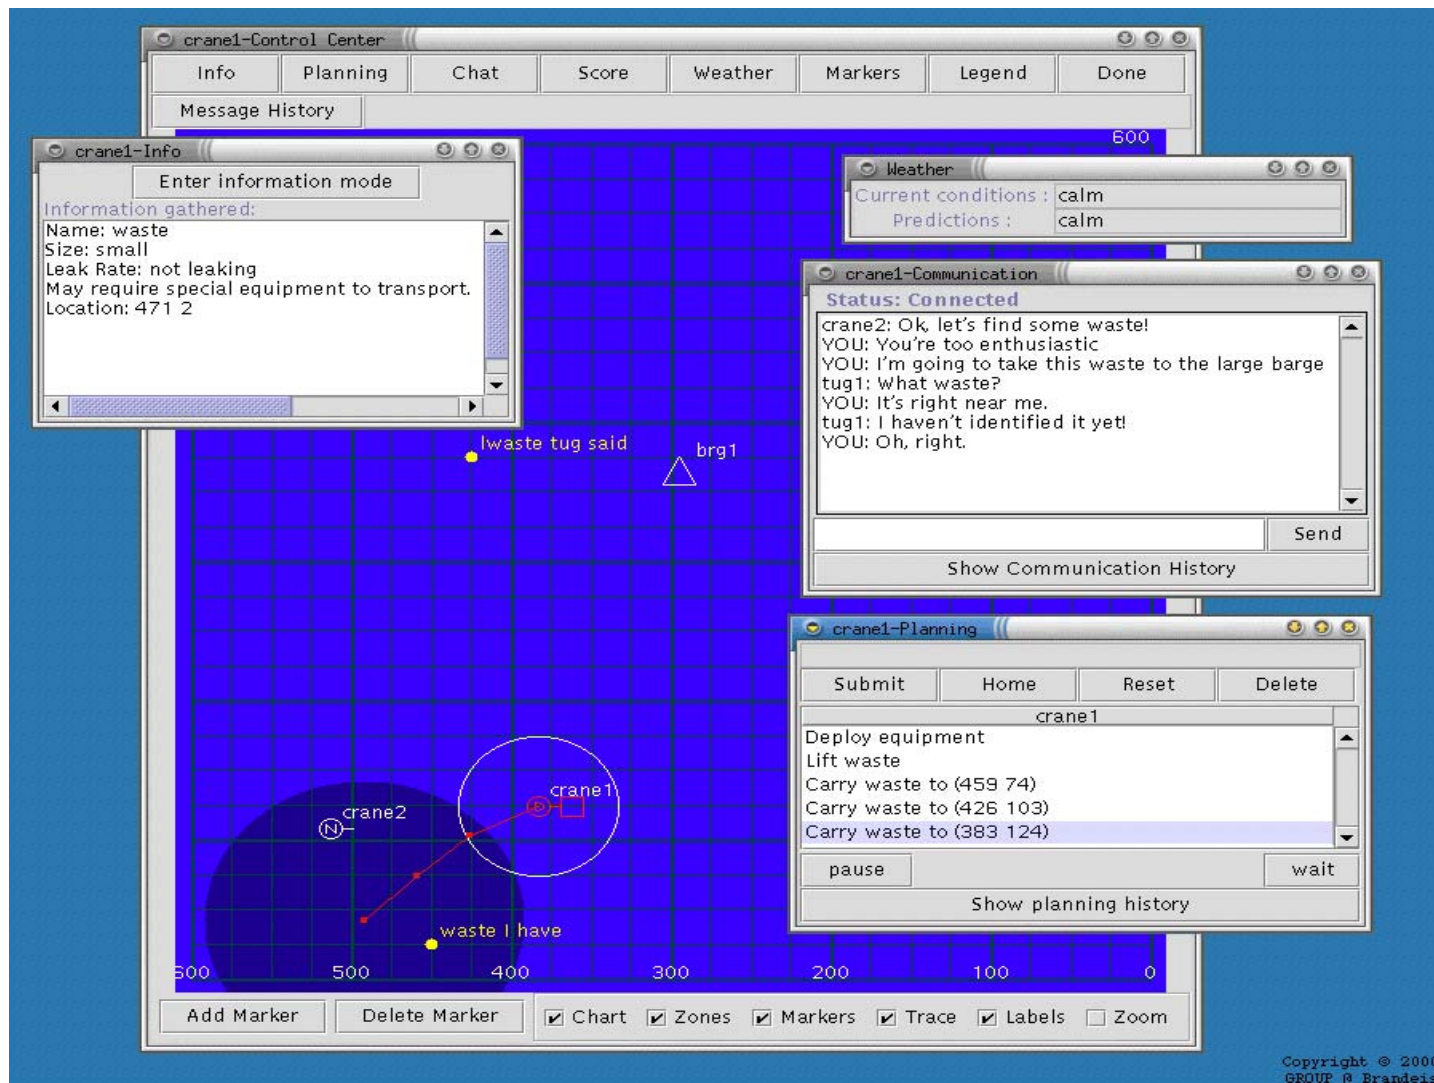 crane1-Control Center
Info Planning Chat Score Weather Markers Legend Done
Message History
600
crane1-Info
Enter information mode
Information gathered:
Name: waste
Size: small
Leak Rate: not leaking
May require special equipment to transport.
Location: 471 2
Weather
Current conditions : calm
Predictions : calm
crane1-Communication
Status: Connected
crane2: Ok, let's find some waste!
YOU: You're too enthusiastic
YOU: I'm going to take this waste to the large barge
tug1: What waste?
YOU: It's right near me.
tug1: I haven't identified it yet!
YOU: Oh, right.
Send
Show Communication History
lwaste tug said
brg1
crane1-Planning
Submit Home Reset Delete
crane1
Deploy equipment
Lift waste
Carry waste to (459 74)
Carry waste to (426 103)
Carry waste to (383 124)
pause wait
Show planning history
crane1
D
crane2
N
waste I have
600 500 400 300 200 100 0
Add Marker Delete Marker Chart Zones Markers Trace Labels Zoom
Copyright © 2000
GROUP @ Brandeis